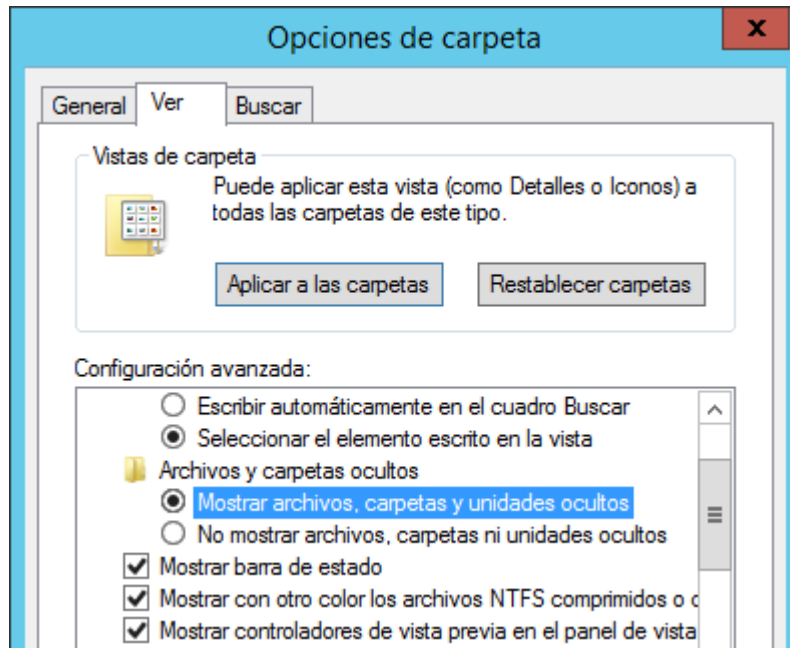 Opciones de carpeta
x
General Ver Buscar
Vistas de carpeta
Puede aplicar esta vista (como Detalles o Iconos) a
todas las carpetas de este tipo.
Aplicar a las carpetas Restablecer carpetas
Configuración avanzada:
Escribir automáticamente en el cuadro Buscar
Seleccionar el elemento escrito en la vista
Archivos y carpetas ocultos
Mostrar archivos, carpetas y unidades ocultos
No mostrar archivos, carpetas ni unidades ocultos
Mostrar barra de estado
Mostrar con otro color los archivos NTFS comprimidos o
Mostrar controladores de vista previa en el panel de vista